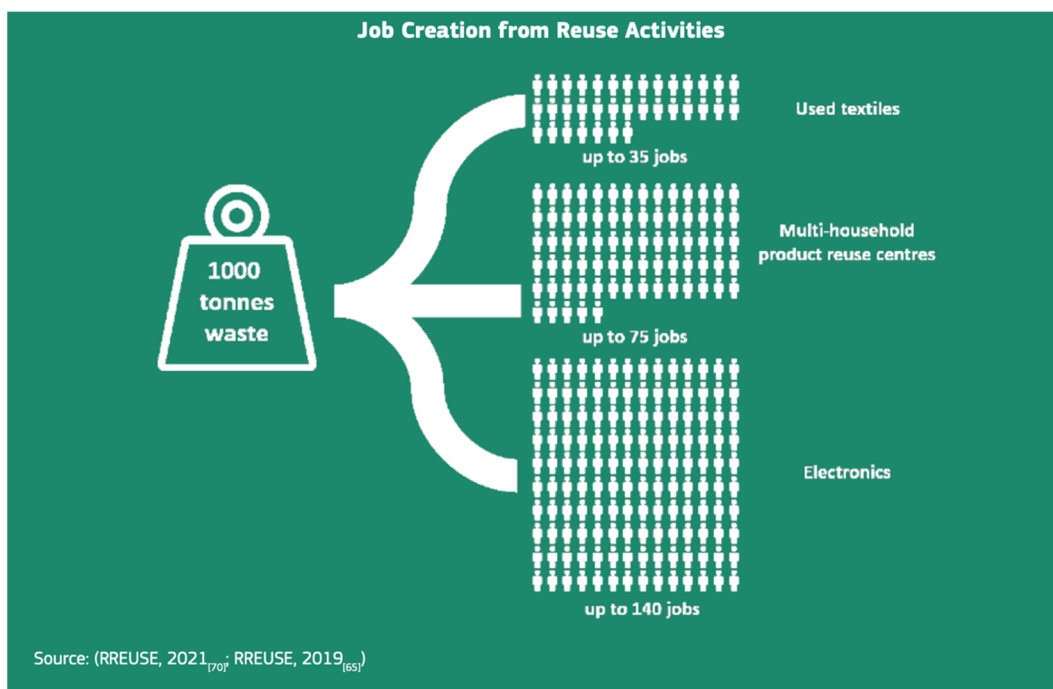 Job Creation from Reuse Activities
1000
tonnes
waste
up to 35 jobs
Used textiles
up to 75 jobs
Multi-household
product reuse centres
up to 140 jobs
Electronics
Source: (RREUSE, 2021[70]; RREUSE, 2019[65])